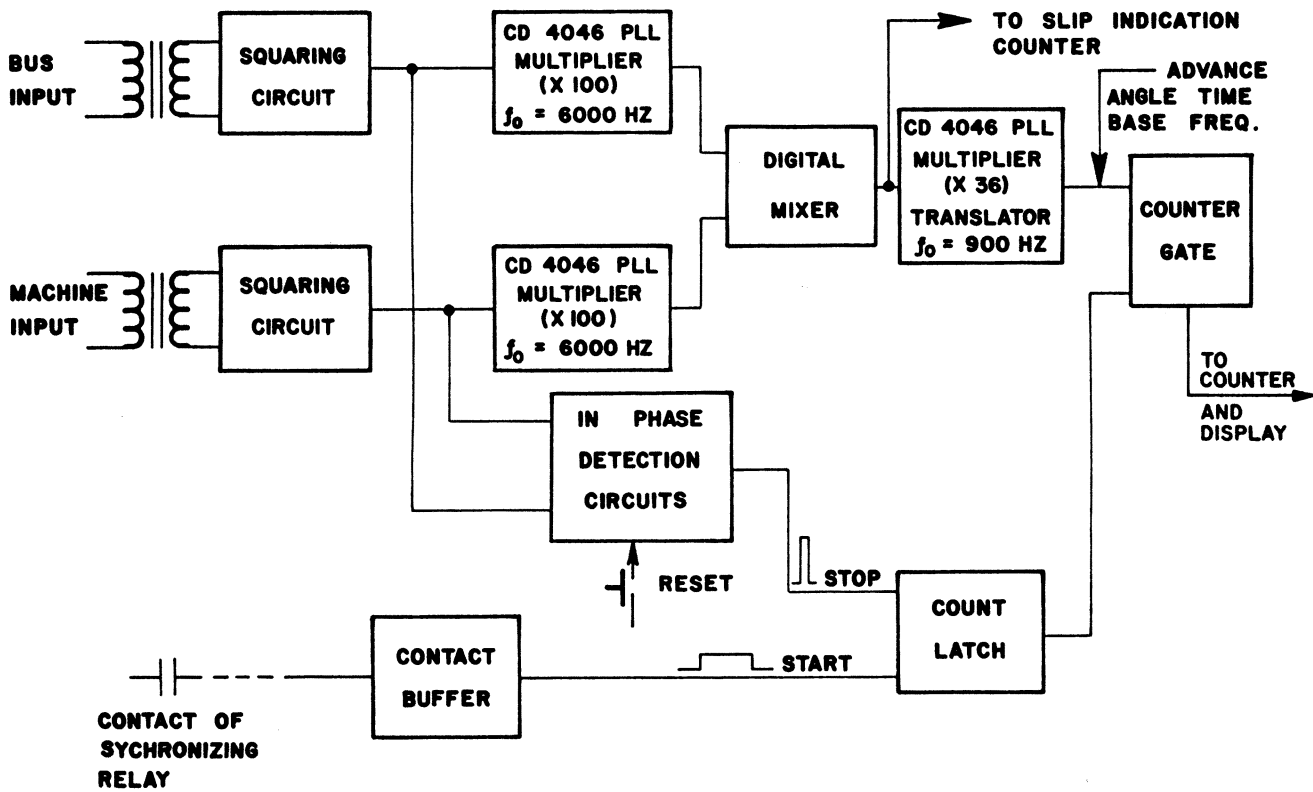 BUS
INPUT
SQUARING
CIRCUIT
CD 4046 PLL
MULTIPLIER
(X 100)
fo = 6000 HZ
TO SLIP INDICATION
COUNTER
ADVANCE
ANGLE TIME
BASE FREQ.
DIGITAL
MIXER
CD 4046 PLL
MULTIPLIER
(X 36)
TRANSLATOR
fo = 900 HZ
COUNTER
GATE
MACHINE
INPUT
SQUARING
CIRCUIT
CD 4046 PLL
MULTIPLIER
(X 100)
fo = 6000 HZ
TO
COUNTER
AND
DISPLAY
IN PHASE
DETECTION
CIRCUITS
RESET
STOP
COUNT
LATCH
CONTACT
BUFFER
START
CONTACT OF
SYCHRONIZING
RELAY